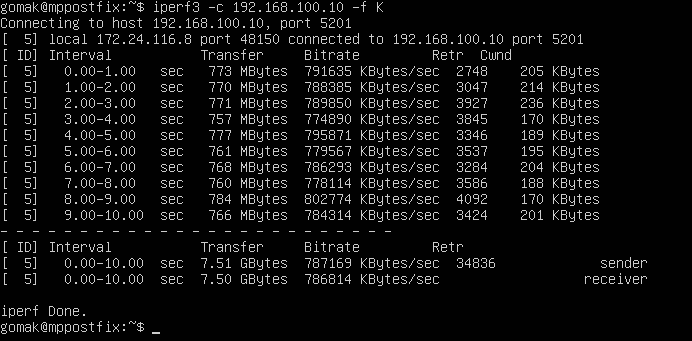 gomak@mppostfix:~$ iperf3 -c 192.168.100.10 -f K
Connecting to host 192.168.100.10, port 5201
[  5] local 172.24.116.8 port 48150 connected to 192.168.100.10 port 5201
[ ID] Interval           Transfer     Bitrate         Retr  Cwnd
[  5]   0.00-1.00   sec   773 MBytes  791635 KBytes/sec  2748    205 KBytes
[  5]   1.00-2.00   sec   770 MBytes  788385 KBytes/sec  3047    214 KBytes
[  5]   2.00-3.00   sec   771 MBytes  789850 KBytes/sec  3927    236 KBytes
[  5]   3.00-4.00   sec   757 MBytes  774890 KBytes/sec  3845    170 KBytes
[  5]   4.00-5.00   sec   777 MBytes  795871 KBytes/sec  3346    189 KBytes
[  5]   5.00-6.00   sec   761 MBytes  779567 KBytes/sec  3537    195 KBytes
[  5]   6.00-7.00   sec   768 MBytes  786293 KBytes/sec  3284    204 KBytes
[  5]   7.00-8.00   sec   760 MBytes  778114 KBytes/sec  3586    188 KBytes
[  5]   8.00-9.00   sec   784 MBytes  802774 KBytes/sec  4092    170 KBytes
[  5]   9.00-10.00  sec   766 MBytes  784314 KBytes/sec  3424    201 KBytes
- - - - - - - - - - - - - - - - - - - - - - - - -
[ ID] Interval           Transfer     Bitrate         Retr
[  5]   0.00-10.00  sec  7.51 GBytes  787169 KBytes/sec  34836             sender
[  5]   0.00-10.00  sec  7.50 GBytes  786814 KBytes/sec                  receiver
iperf Done.
gomak@mppostfix:~$ _